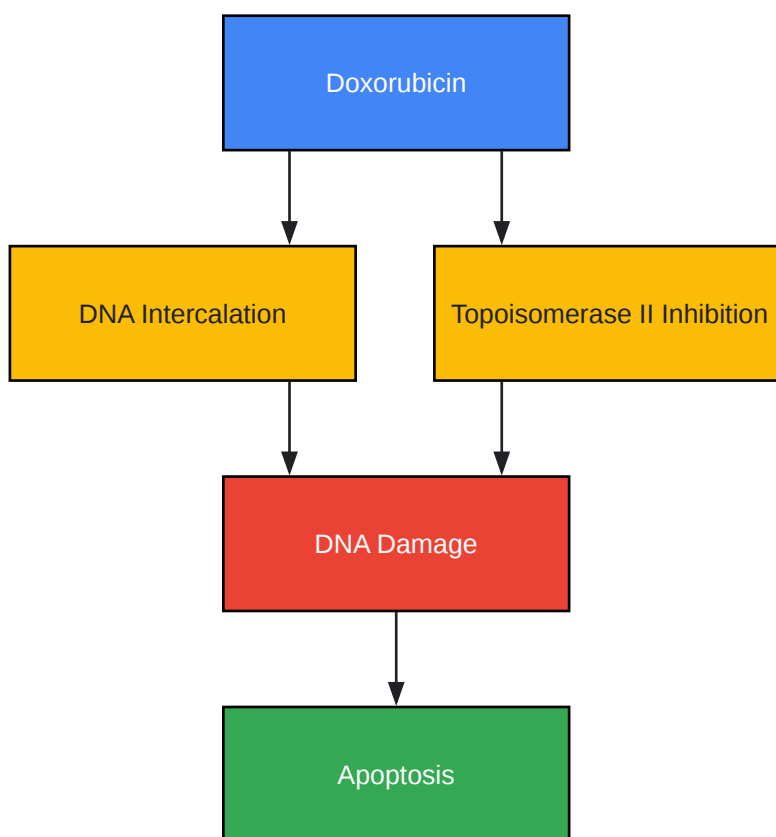 Doxorubicin
DNA Intercalation
Topoisomerase II Inhibition
DNA Damage
Apoptosis